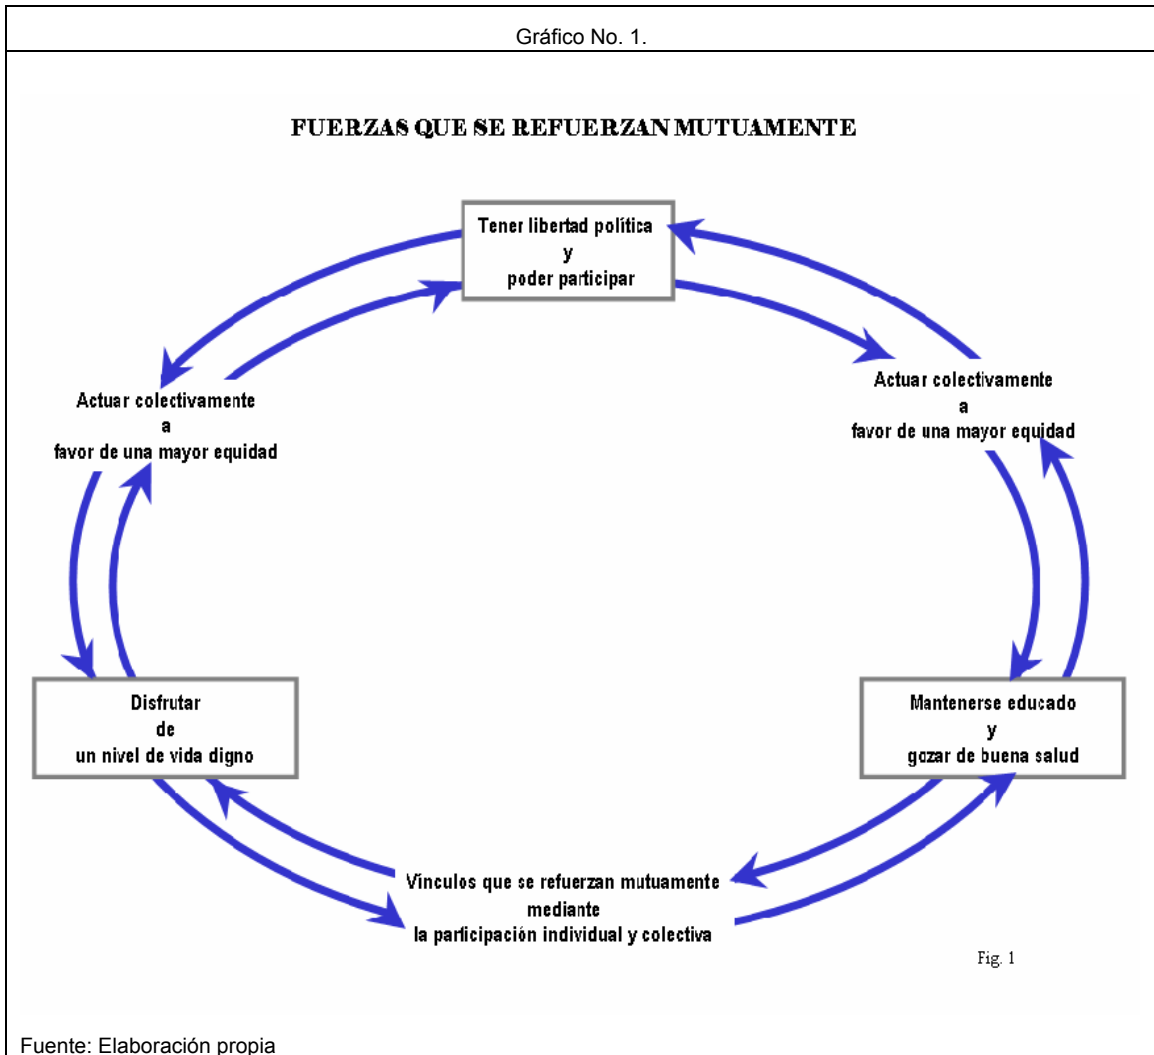 Gráfico No. 1.
FUERZAS QUE SE REFUERZAN MUTUAMENTE
Tener libertad política
y
poder participar
Actuar colectivamente
a
favor de una mayor equidad
Actuar colectivamente
a
favor de una mayor equidad
Disfrutar
de
un nivel de vida digno
Mantenerse educado
y
gozar de buena salud
Vínculos que se refuerzan mutuamente
mediante
la participación individual y colectiva
Fig. 1
Fuente: Elaboración propia